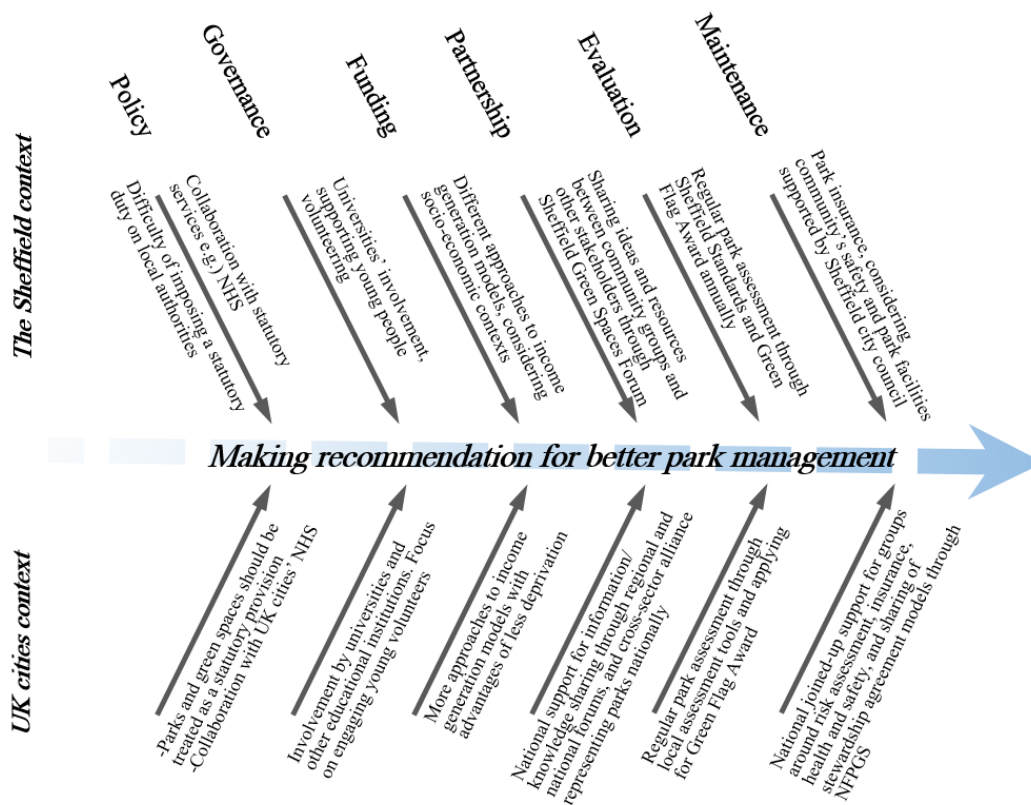 The Sheffield context
Policy
Governance
Funding
Partnership
Evaluation
Maintenance
Difficulty of imposing a statutory
duty on local authorities
Collaboration with statutory
services e.g.) NHS
Universities' involvement,
supporting young people
volunteering
Different approaches to income
generation models, considering
socio-economic contexts
Sharing ideas and resources
between community groups and
other stakeholders through
Sheffield Green Spaces Forum
Regular park assessment through
Sheffield Standards and Green
Flag Award annually
Park insurance, considering
community's safety and park facilities
supported by Sheffield city council
Making recommendation for better park management
UK cities context
-Parks and green spaces should be
treated as a statutory provision
-Collaboration with UK cities' NHS
Involvement by universities and
other educational institutions. Focus
on engaging young volunteers
More approaches to income
generation models with
advantages of less deprivation
National support for information/
knowledge sharing through regional and
national forums, and cross-sector alliance
representing parks nationally
Regular park assessment through
local assessment tools and applying
for Green Flag Award
National joined-up support for groups
around risk assessment, insurance,
health and safety, and sharing of
stewardship agreement models through
NFPGS